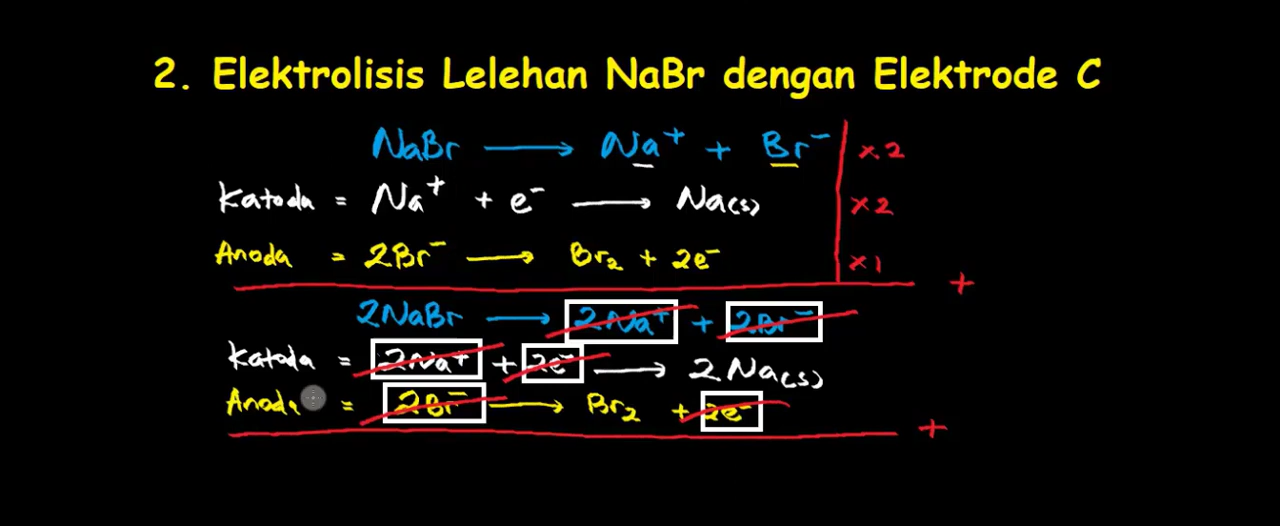 2. Elektrolisis Lelehan NaBr dengan Elektrode C
NaBr ⟶ Na⁺ + Br⁻ | ×2
Katoda = Na⁺ + e⁻ ⟶ Na(s) | ×2
Anoda = 2Br⁻ ⟶ Br₂ + 2e⁻ | ×1
+
2NaBr ⟶ 2Na⁺ + 2Br⁻
Katoda = 2Na⁺ + 2e⁻ ⟶ 2Na(s)
Anoda = 2Br⁻ ⟶ Br₂ + 2e⁻
+